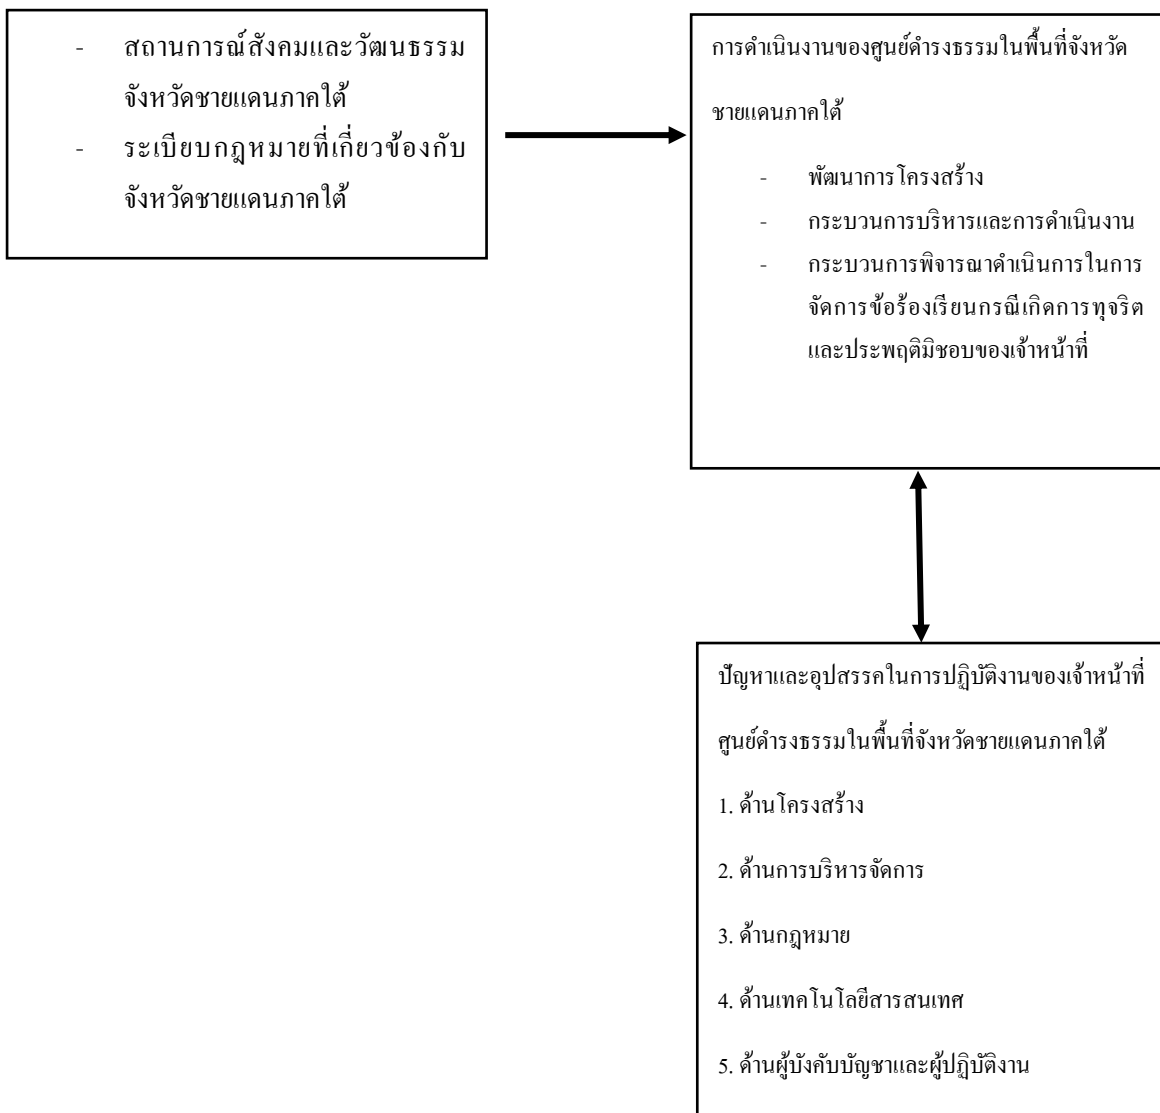 - สถานการณ์สังคมและวัฒนธรรม
จังหวัดชายแดนภาคใต้
- ระเบียบกฎหมายที่เกี่ยวข้องกับ
จังหวัดชายแดนภาคใต้
การดำเนินงานของศูนย์ดำรงธรรมในพื้นที่จังหวัด
ชายแดนภาคใต้
- พัฒนาการโครงสร้าง
- กระบวนการบริหารและการดำเนินงาน
- กระบวนการพิจารณาดำเนินการในการ
จัดการข้อร้องเรียนกรณีเกิดการทุจริต
และประพฤติมิชอบของเจ้าหน้าที่
ปัญหาและอุปสรรคในการปฏิบัติงานของเจ้าหน้าที่
ศูนย์ดำรงธรรมในพื้นที่จังหวัดชายแดนภาคใต้
1. ด้านโครงสร้าง
2. ด้านการบริหารจัดการ
3. ด้านกฎหมาย
4. ด้านเทคโนโลยีสารสนเทศ
5. ด้านผู้บังคับบัญชาและผู้ปฏิบัติงาน